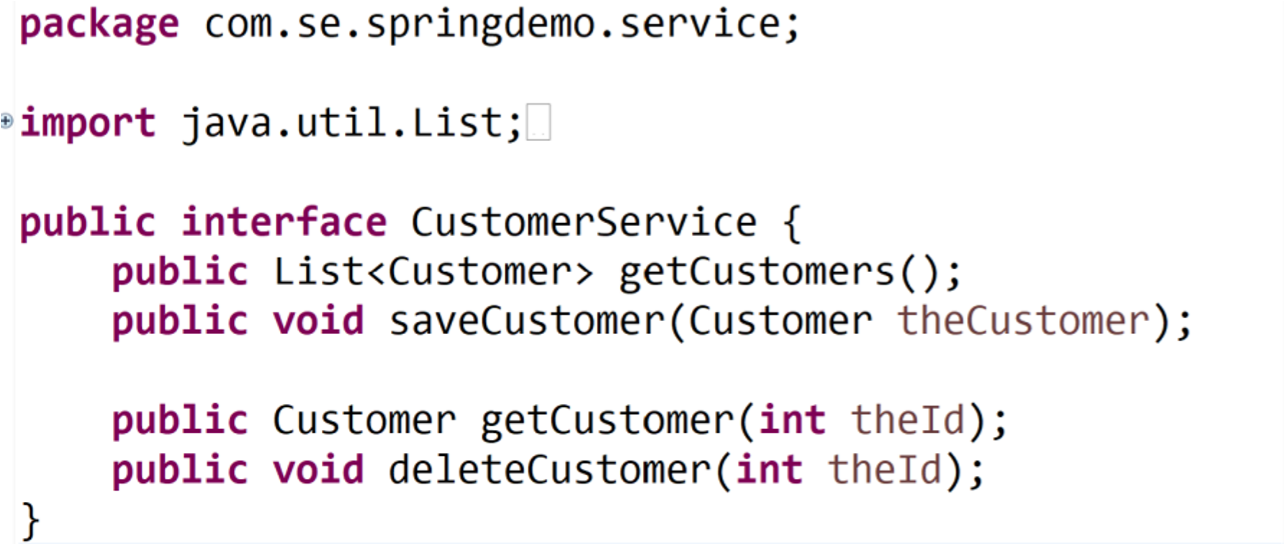 package com.se.springdemo.service;
import java.util.List;
public interface CustomerService {
public List<Customer> getCustomers();
public void saveCustomer(Customer theCustomer);
public Customer getCustomer(int theId);
public void deleteCustomer(int theId);
}